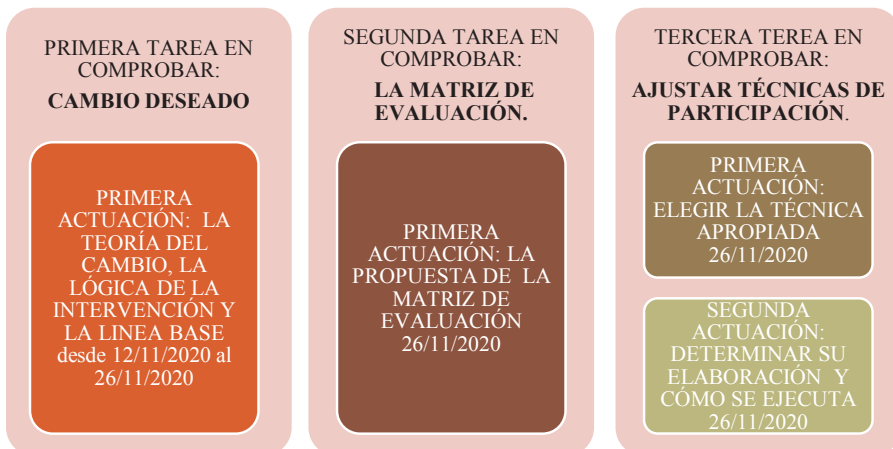 PRIMERA TAREA EN
COMPROBAR:
CAMBIO DESEADO
PRIMERA
ACTUACIÓN: LA
TEORÍA DEL
CAMBIO, LA
LÓGICA DE LA
INTERVENCIÓN Y
LA LINEA BASE
desde 12/11/2020 al
26/11/2020
SEGUNDA TAREA EN
COMPROBAR:
LA MATRIZ DE
EVALUACIÓN.
PRIMERA
ACTUACIÓN: LA
PROPUESTA DE LA
MATRIZ DE
EVALUACIÓN
26/11/2020
TERCERA TEREA EN
COMPROBAR:
AJUSTAR TÉCNICAS DE
PARTICIPACIÓN.
PRIMERA
ACTUACIÓN:
ELEGIR LA TÉCNICA
APROPIADA
26/11/2020
SEGUNDA
ACTUACIÓN:
DETERMINAR SU
ELABORACIÓN Y
CÓMO SE EJECUTA
26/11/2020